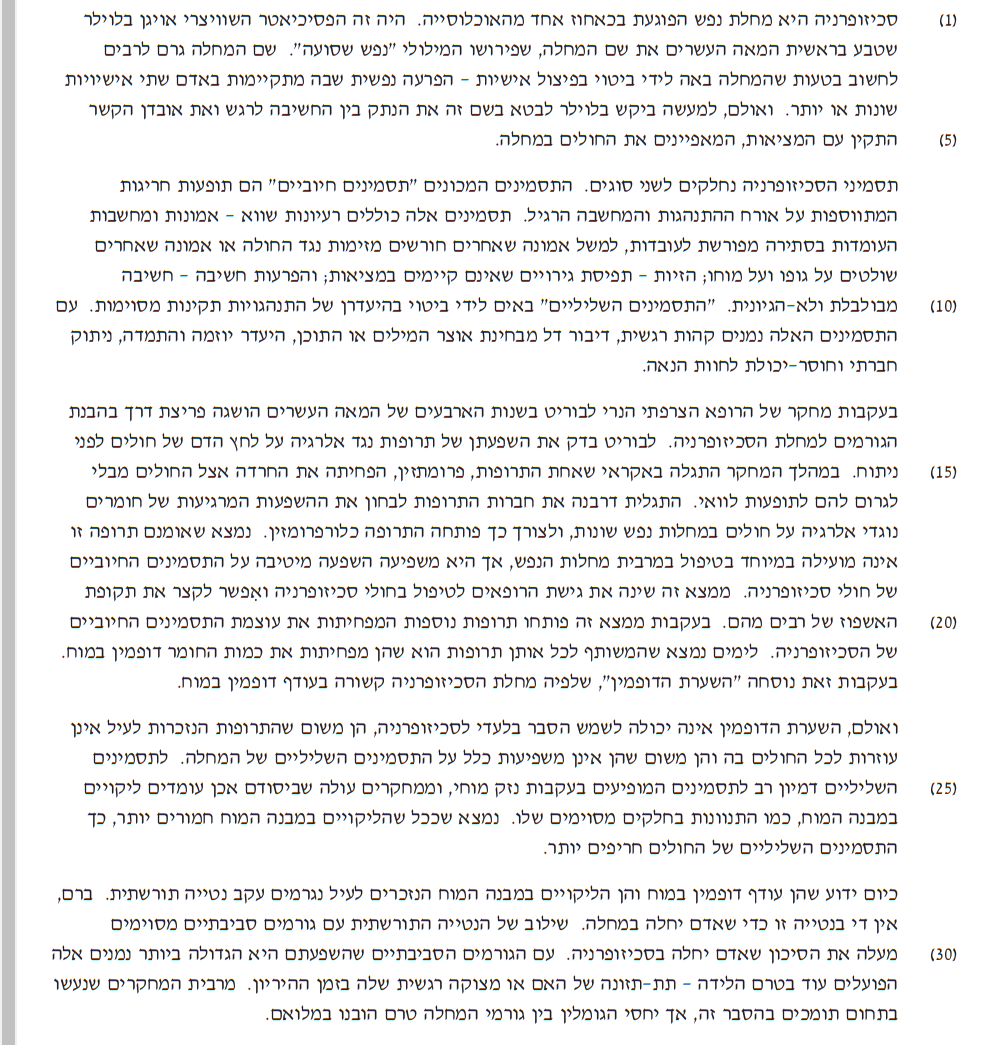 (1) סכיזופרניה היא מחלת נפש הפוגעת בכאחוז אחד מהאוכלוסייה. היה זה הפסיכיאטר השוויצרי אויגן בלוילר
שטבע בראשית המאה העשרים את שם המחלה, שפירושו המילולי "נפש שסועה". שם המחלה גרם לרבים
לחשוב בטעות שהמחלה באה לידי ביטוי בפיצול אישיות – הפרעה נפשית שבה מתקיימות באדם שתי אישיויות
שונות או יותר. ואולם, למעשה ביקש בלוילר לבטא בשם זה את הנתק בין החשיבה לרגש ואת אובדן הקשר
(5) התקין עם המציאות, המאפיינים את החולים במחלה.
תסמיני הסכיזופרניה נחלקים לשני סוגים. התסמינים המכונים "תסמינים חיוביים" הם תופעות חריגות
המתווספות על אורח ההתנהגות והמחשבה הרגיל. תסמינים אלה כוללים רעיונות שווא – אמונות ומחשבות
העומדות בסתירה מפורשת לעובדות, למשל אמונה שאחרים חורשים מזימות נגד החולה או אמונה שאחרים
שולטים על גופו ועל מוחו; הזיות – תפיסת גירויים שאינם קיימים במציאות; והפרעות חשיבה – חשיבה
(10) מבולבלת ולא-הגיונית. "התסמינים השליליים" באים לידי ביטוי בהיעדרן של התנהגויות תקינות מסוימות. עם
התסמינים האלה נמנים קהות רגשית, דיבור דל מבחינת אוצר המילים או התוכן, היעדר יוזמה והתמדה, ניתוק
חברתי וחוסר-יכולת לחוות הנאה.
בעקבות מחקר של הרופא הצרפתי הנרי לבוריט בשנות הארבעים של המאה העשרים הושגה פריצת דרך בהבנת
הגורמים למחלת הסכיזופרניה. לבוריט בדק את השפעתן של תרופות נגד אלרגיה על לחץ הדם של חולים לפני
(15) ניתוח. במהלך המחקר התגלה באקראי שאחת התרופות, פרומתזין, הפחיתה את החרדה אצל החולים מבלי
לגרום להם לתופעות לוואי. התגלית דרבנה את חברות התרופות לבחון את ההשפעות המרגיעות של חומרים
נוגדי אלרגיה על חולים במחלות נפש שונות, ולצורך כך פותחה התרופה כלורפרומזין. נמצא שאומנם תרופה זו
אינה מועילה במיוחד בטיפול במרבית מחלות הנפש, אך היא משפיעה השפעה מיטיבה על התסמינים החיוביים
של חולי סכיזופרניה. ממצא זה שינה את גישת הרופאים לטיפול בחולי סכיזופרניה ואִפשר לקצר את תקופת
(20) האשפוז של רבים מהם. בעקבות ממצא זה פותחו תרופות נוספות המפחיתות את עוצמת התסמינים החיוביים
של הסכיזופרניה. לימים נמצא שהמשותף לכל אותן תרופות הוא שהן מפחיתות את כמות החומר דופמין במוח.
בעקבות זאת נוסחה "השערת הדופמין", שלפיה מחלת הסכיזופרניה קשורה בעודף דופמין במוח.
ואולם, השערת הדופמין אינה יכולה לשמש הסבר בלעדי לסכיזופרניה, הן משום שהתרופות הנזכרות לעיל אינן
עוזרות לכל החולים בה והן משום שהן אינן משפיעות כלל על התסמינים השליליים של המחלה. לתסמינים
(25) השליליים דמיון רב לתסמינים המופיעים בעקבות נזק מוחי, וממחקרים עולה שביסודם אכן עומדים ליקויים
במבנה המוח, כמו התנוונות בחלקים מסוימים שלו. נמצא שככל שהליקויים במבנה המוח חמורים יותר, כך
התסמינים השליליים של החולים חריפים יותר.
כיום ידוע שהן עודף דופמין במוח והן הליקויים במבנה המוח הנזכרים לעיל נגרמים עקב נטייה תורשתית. ברם,
אין די בנטייה זו כדי שאדם יחלה במחלה. שילוב של הנטייה התורשתית עם גורמים סביבתיים מסוימים
(30) מעלה את הסיכון שאדם יחלה בסכיזופרניה. עם הגורמים הסביבתיים שהשפעתם היא הגדולה ביותר נמנים אלה
הפועלים עוד בטרם הלידה – תת-תזונה של האם או מצוקה רגשית שלה בזמן ההיריון. מרבית המחקרים שנעשו
בתחום תומכים בהסבר זה, אך יחסי הגומלין בין גורמי המחלה טרם הובנו במלואם.